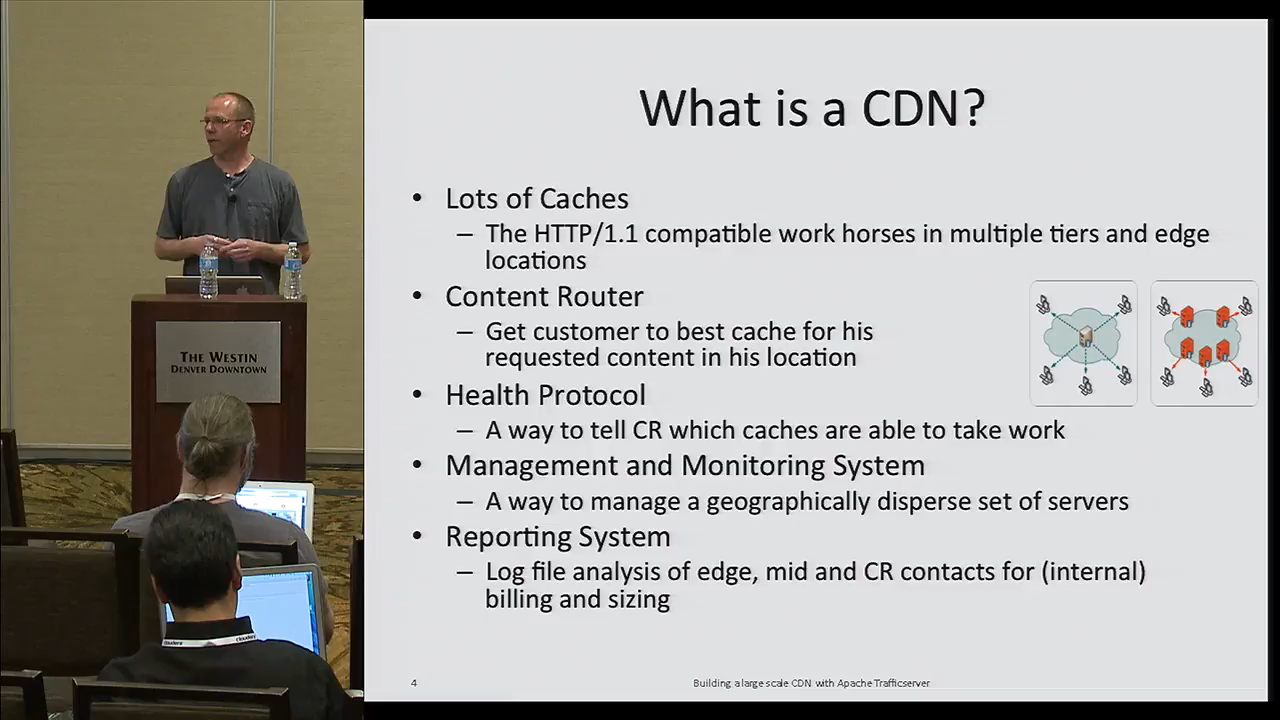 What is a CDN?
• Lots of Caches
– The HTTP/1.1 compatible work horses in multiple tiers and edge
locations
• Content Router
– Get customer to best cache for his
requested content in his location
• Health Protocol
– A way to tell CR which caches are able to take work
• Management and Monitoring System
– A way to manage a geographically disperse set of servers
• Reporting System
– Log file analysis of edge, mid and CR contacts for (internal)
billing and sizing
4
Building a large scale CDN with Apache Trafficserver
THE WESTIN
DENVER DOWNTOWN
cloudera